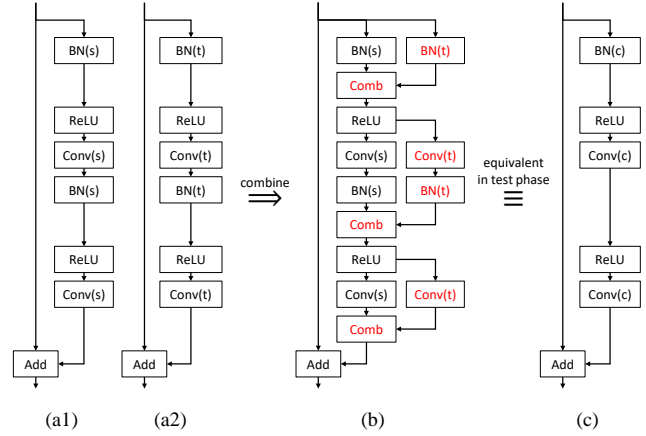 BN(s)
ReLU
Conv(s)
BN(s)
ReLU
Conv(s)
Add
(a1)
BN(t)
ReLU
Conv(t)
BN(t)
ReLU
Conv(t)
Add
(a2)
combine
BN(s)
BN(t)
Comb
ReLU
Conv(s)
Conv(t)
BN(s)
BN(t)
Comb
ReLU
Conv(s)
Conv(t)
Comb
Add
(b)
equivalent
in test phase
BN(c)
ReLU
Conv(c)
ReLU
Conv(c)
Add
(c)